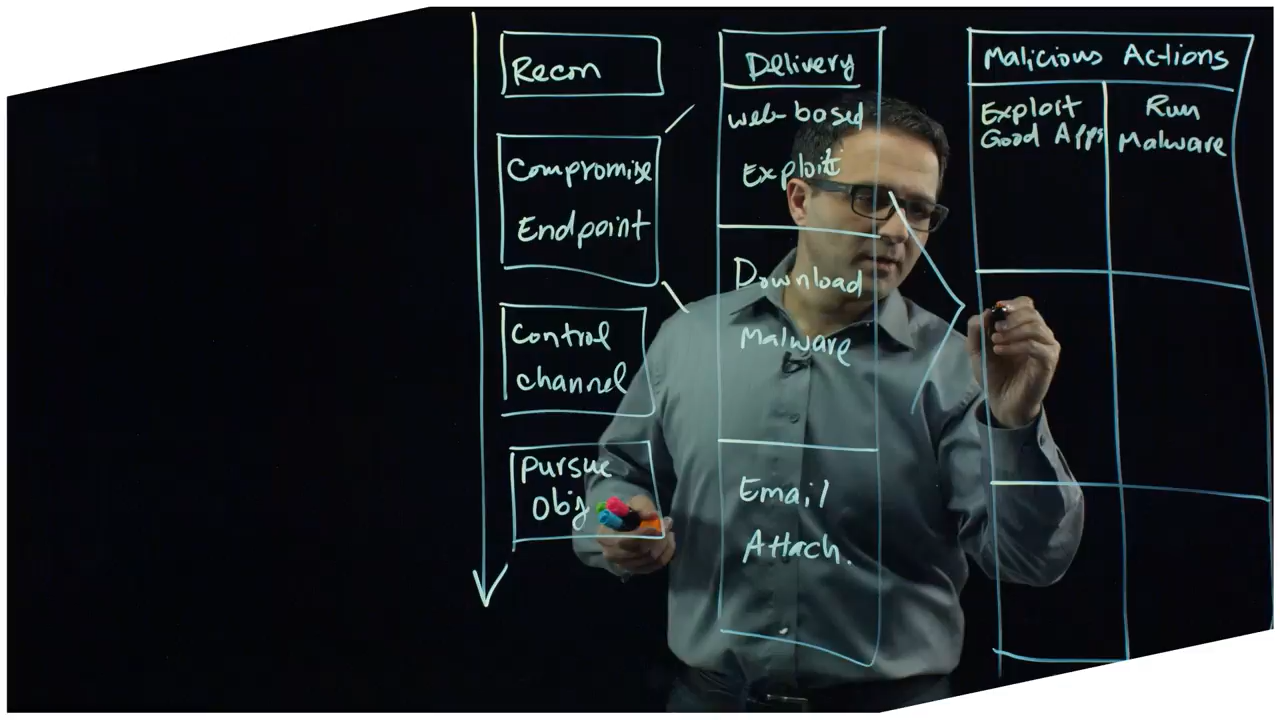 Recon
Compromise
Endpoint
Control
channel
Pursue
Obj
Delivery
web-based
Exploit
Download
Malware
Email
Attach.
Malicious Actions
Exploit
Good Apps
Run
Malware